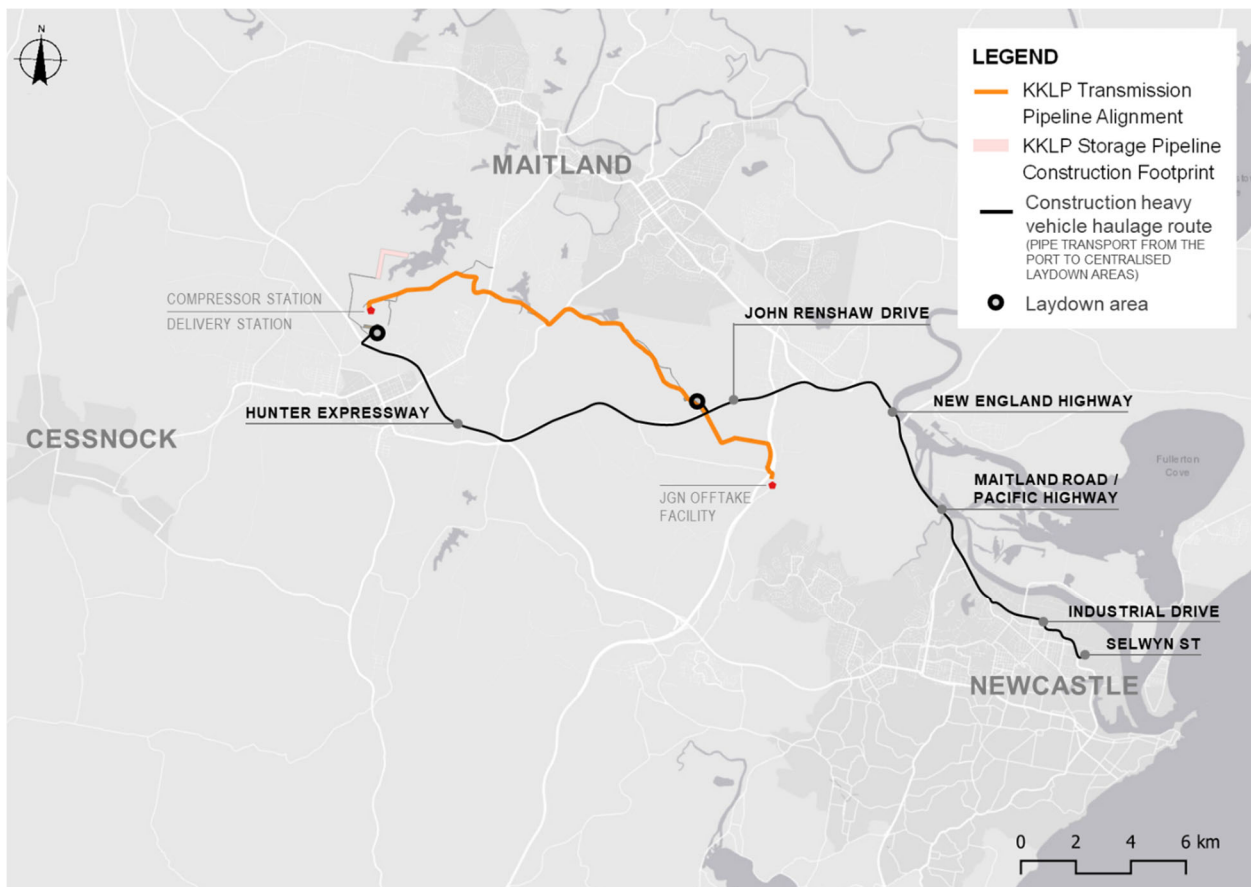 N
LEGEND
KKLP Transmission
Pipeline Alignment
KKLP Storage Pipeline
Construction Footprint
Construction heavy
vehicle haulage route
(PIPE TRANSPORT FROM THE
PORT TO CENTRALISED
LAYDOWN AREAS)
Laydown area
MAITLAND
COMPRESSOR STATION
DELIVERY STATION
JOHN RENSHAW DRIVE
HUNTER EXPRESSWAY
NEW ENGLAND HIGHWAY
CESSNOCK
Fullerton
Cove
MAITLAND ROAD /
PACIFIC HIGHWAY
JGN OFFTAKE
FACILITY
INDUSTRIAL DRIVE
SELWYN ST
NEWCASTLE
0 2 4 6 km